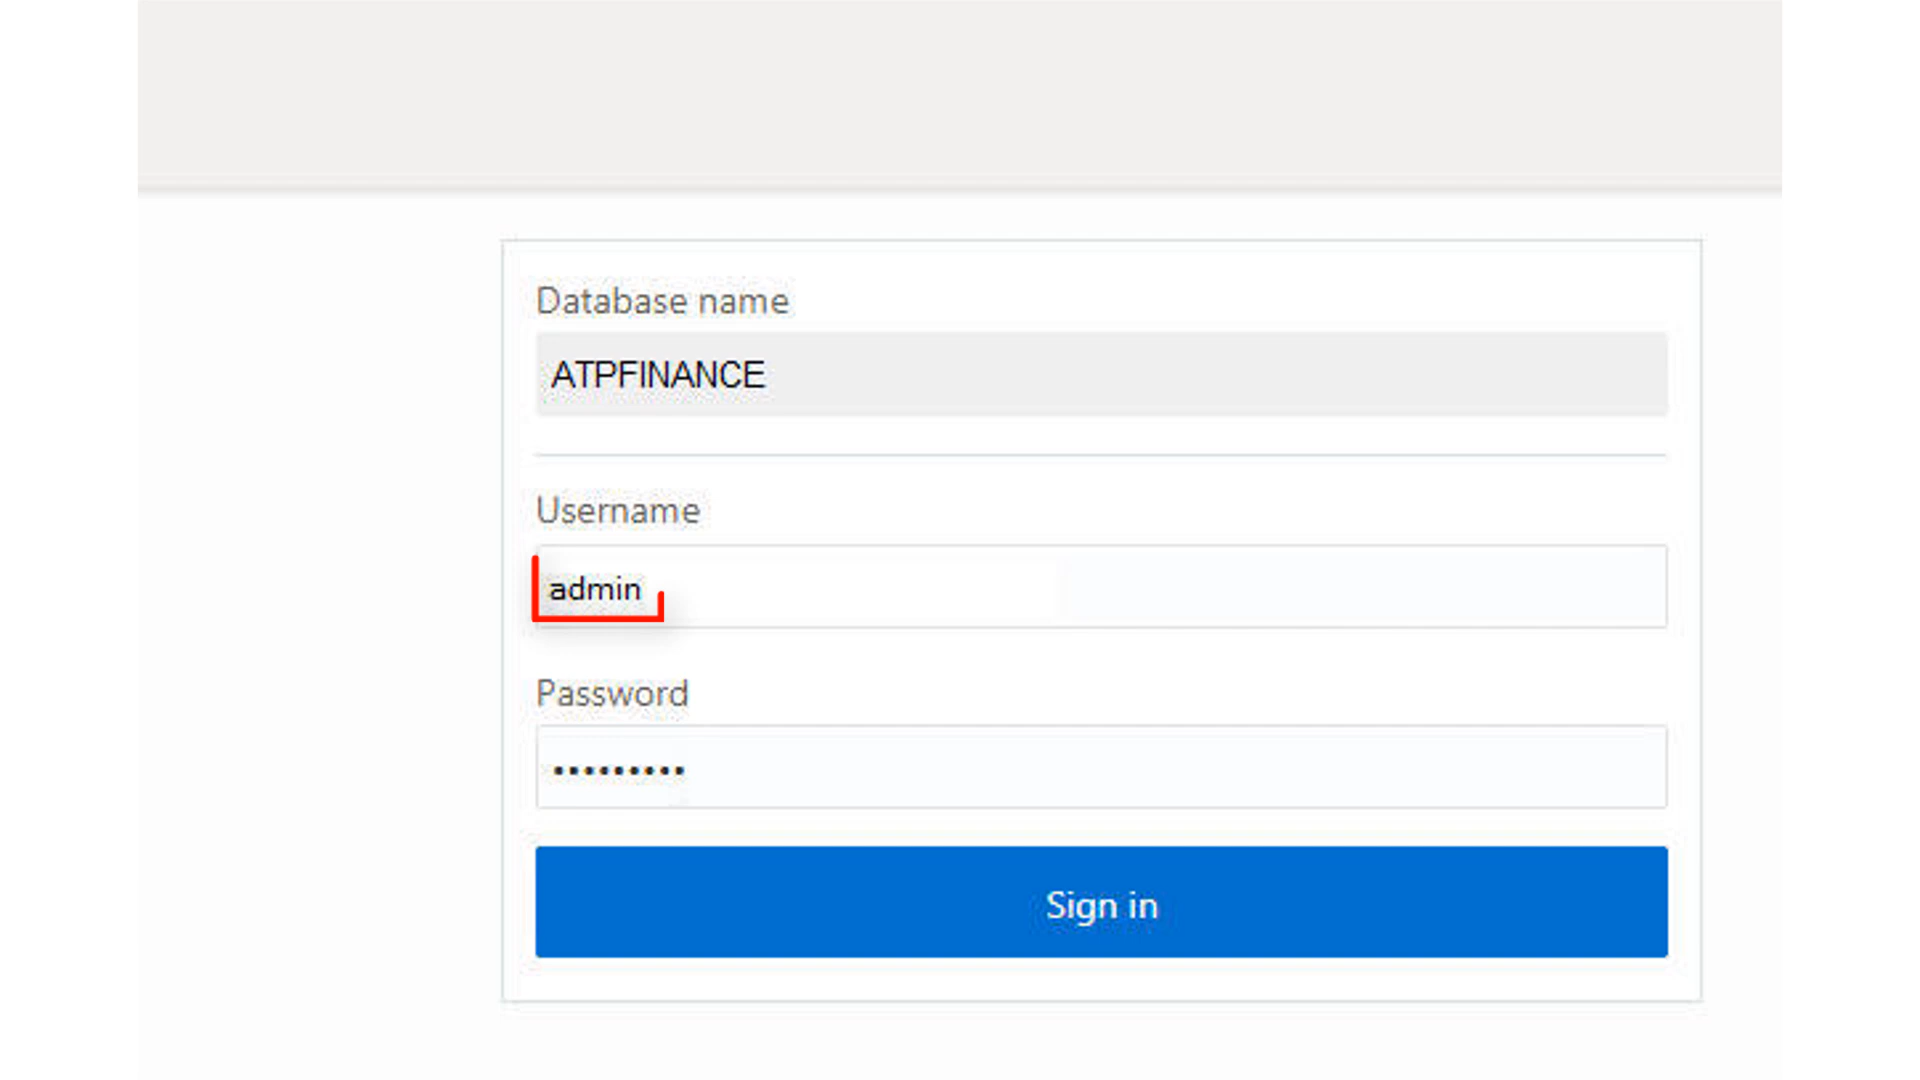 Database name
ATPFINANCE
Username
admin
Password
•••••••••
Sign in